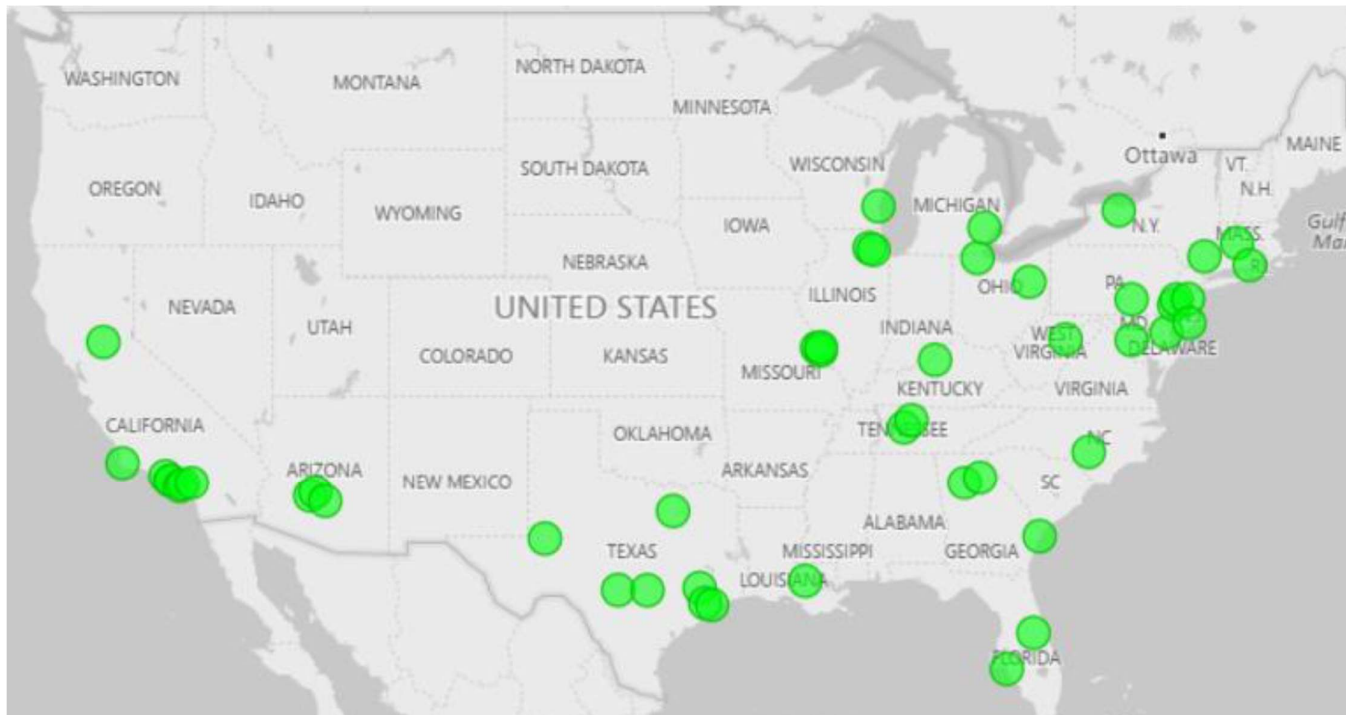 WASHINGTON
MONTANA
NORTH DAKOTA
MINNESOTA
SOUTH DAKOTA
WISCONSIN
MICHIGAN
Ottawa
VT.
MAINE
N.H.
OREGON
IDAHO
WYOMING
IOWA
N.Y.
MASS.
Gulf
Mai
R.
NEBRASKA
NEVADA
UTAH
UNITED STATES
ILLINOIS
INDIANA
OHIO
PA
MD
COLORADO
KANSAS
MISSOURI
WEST
VIRGINIA
DELAWARE
KENTUCKY
VIRGINIA
CALIFORNIA
OKLAHOMA
TENNESSEE
NC
ARIZONA
NEW MEXICO
ARKANSAS
SC
ALABAMA
TEXAS
MISSISSIPPI
GEORGIA
LOUISIANA
FLORIDA